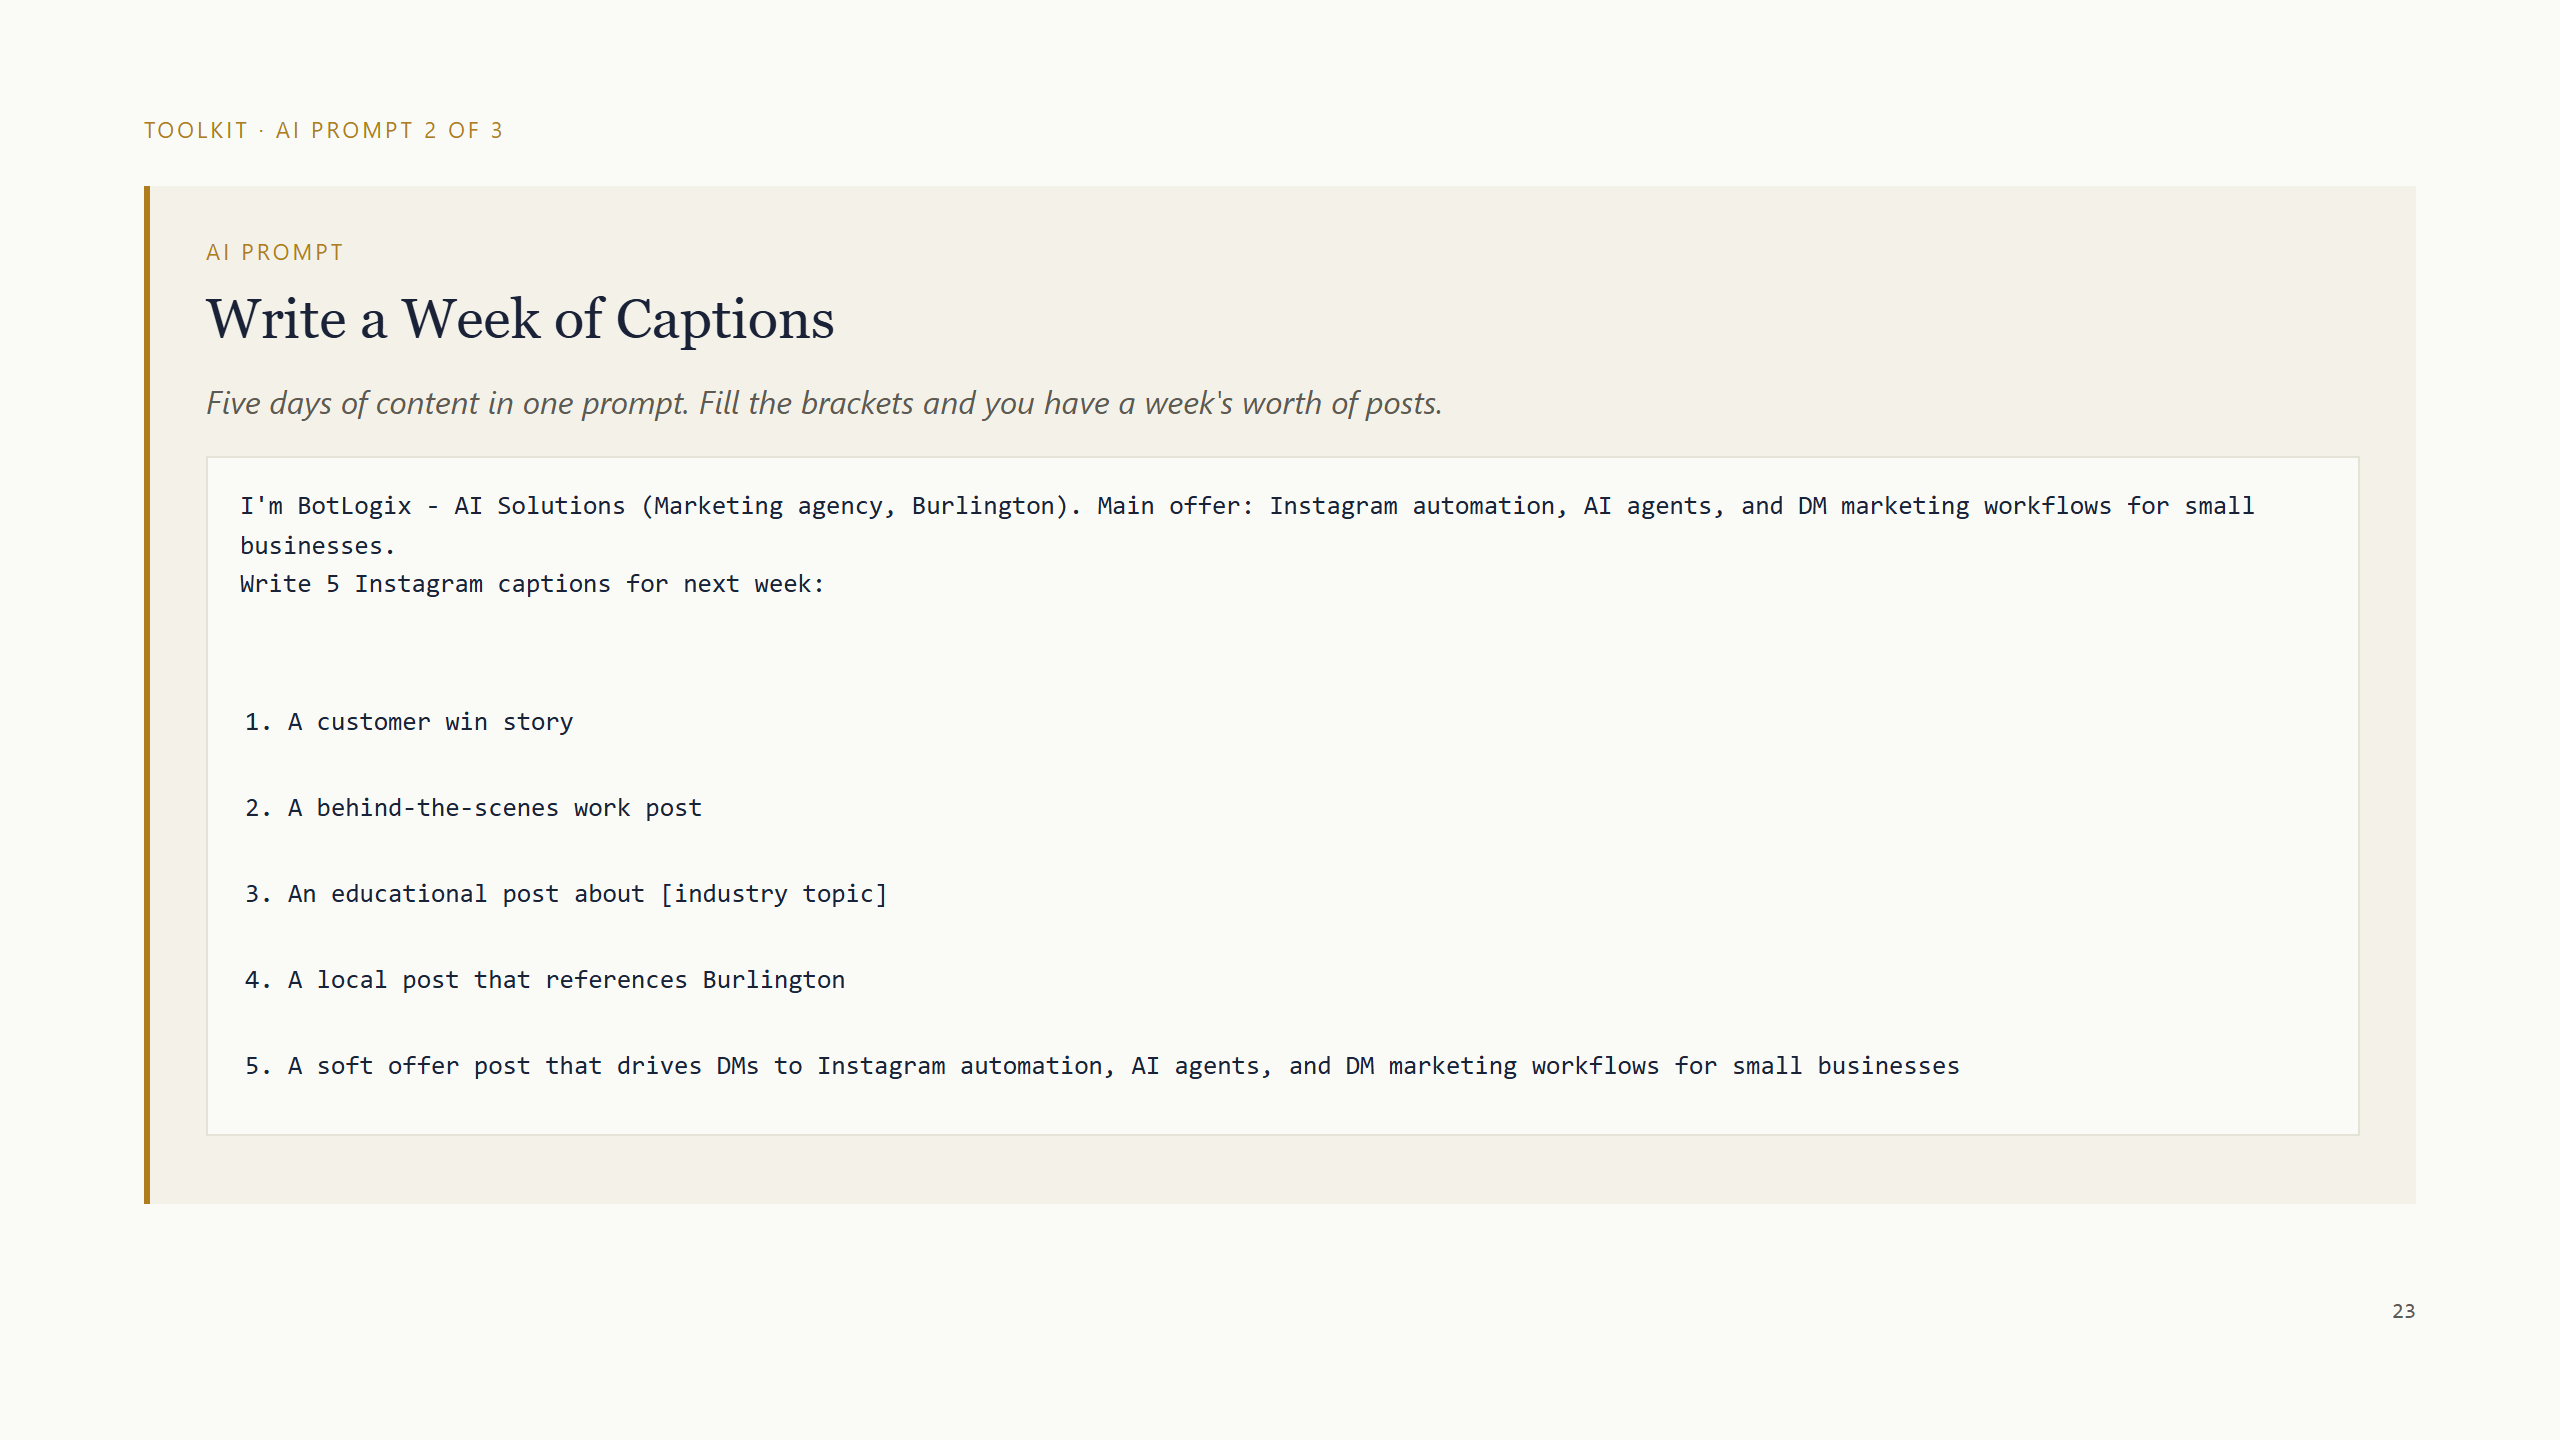 TOOLKIT · AI PROMPT 2 OF 3
AI PROMPT
Write a Week of Captions
Five days of content in one prompt. Fill the brackets and you have a week's worth of posts.
I'm BotLogix - AI Solutions (Marketing agency, Burlington). Main offer: Instagram automation, AI agents, and DM marketing workflows for small
businesses.
Write 5 Instagram captions for next week:
1. A customer win story
2. A behind-the-scenes work post
3. An educational post about [industry topic]
4. A local post that references Burlington
5. A soft offer post that drives DMs to Instagram automation, AI agents, and DM marketing workflows for small businesses
23